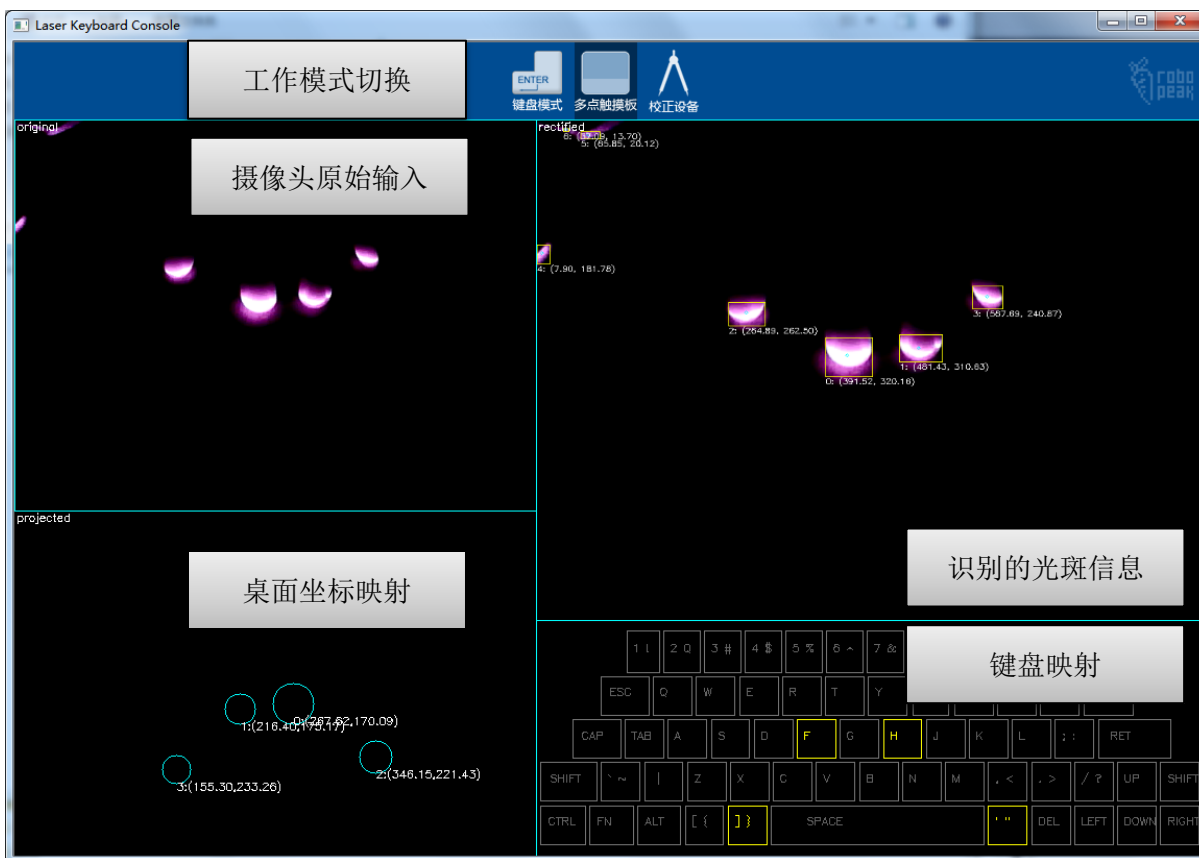 Laser Keyboard Console
工作模式切换
ENTER
键盘模式 多点触摸板 校正设备
robo
peak
original
摄像头原始输入
rectified
5: (65.85, 20.12)
4: (7.90, 181.78)
3: (557.69, 240.87)
2: (264.89, 262.50)
1: (481.43, 310.63)
0: (391.52, 320.16)
识别的光斑信息
projected
桌面坐标映射
1:(216.40,175.17)
0:(267.62,170.09)
2:(346.15,221.43)
3:(155.30,233.26)
键盘映射
1 ! 2 Q 3 # 4 $ 5 % 6 ^ 7 &
ESC Q W E R T Y
CAP TAB A S D F G H J K L ; : RET
SHIFT ` ~ | Z X C V B N M , < . > / ? UP SHIFT
CTRL FN ALT [ { ] } SPACE ' " DEL LEFT DOWN RIGHT